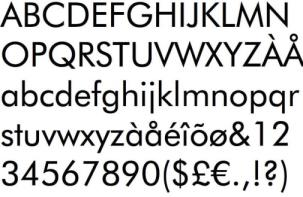 ABCDEFGHIJKLMN
OPQRSTUVWXYZÀÅ
abcdefghijklmnopqr
stuvwxyzàåéîõø&12
34567890($£€.,!?)